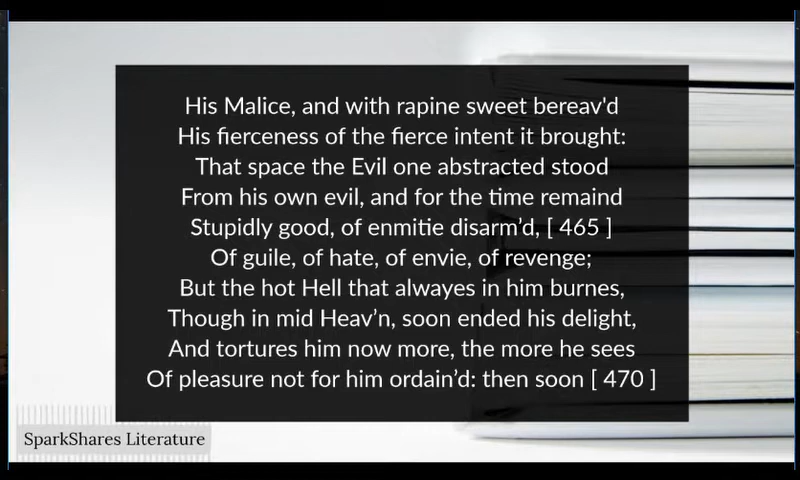 His Malice, and with rapine sweet bereav'd
His fierceness of the fierce intent it brought:
That space the Evil one abstracted stood
From his own evil, and for the time remaind
Stupidly good, of enmitie disarm’d, [ 465 ]
Of guile, of hate, of envie, of revenge;
But the hot Hell that alwayes in him burnes,
Though in mid Heav’n, soon ended his delight,
And tortures him now more, the more he sees
Of pleasure not for him ordain’d: then soon [ 470 ]
SparkShares Literature